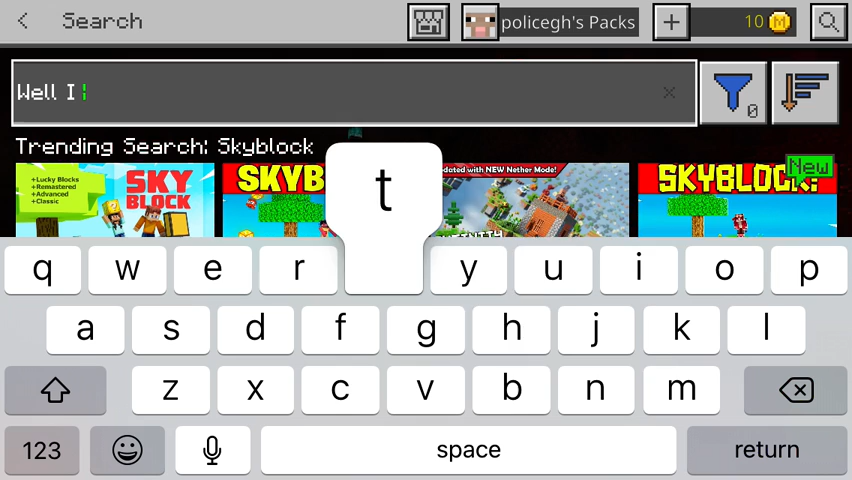 Search
policegh's Packs
10
Well I
0
Trending Search: Skyblock
New
+Lucky Blocks
+Remastered
+Advanced
+Classic
SKY
BLOCK
SKYB
updated with NEW Nether Mode!
SKYBLOCK!
t
q w e r y u i o p
a s d f g h j k l
z x c v b n m
123 space return